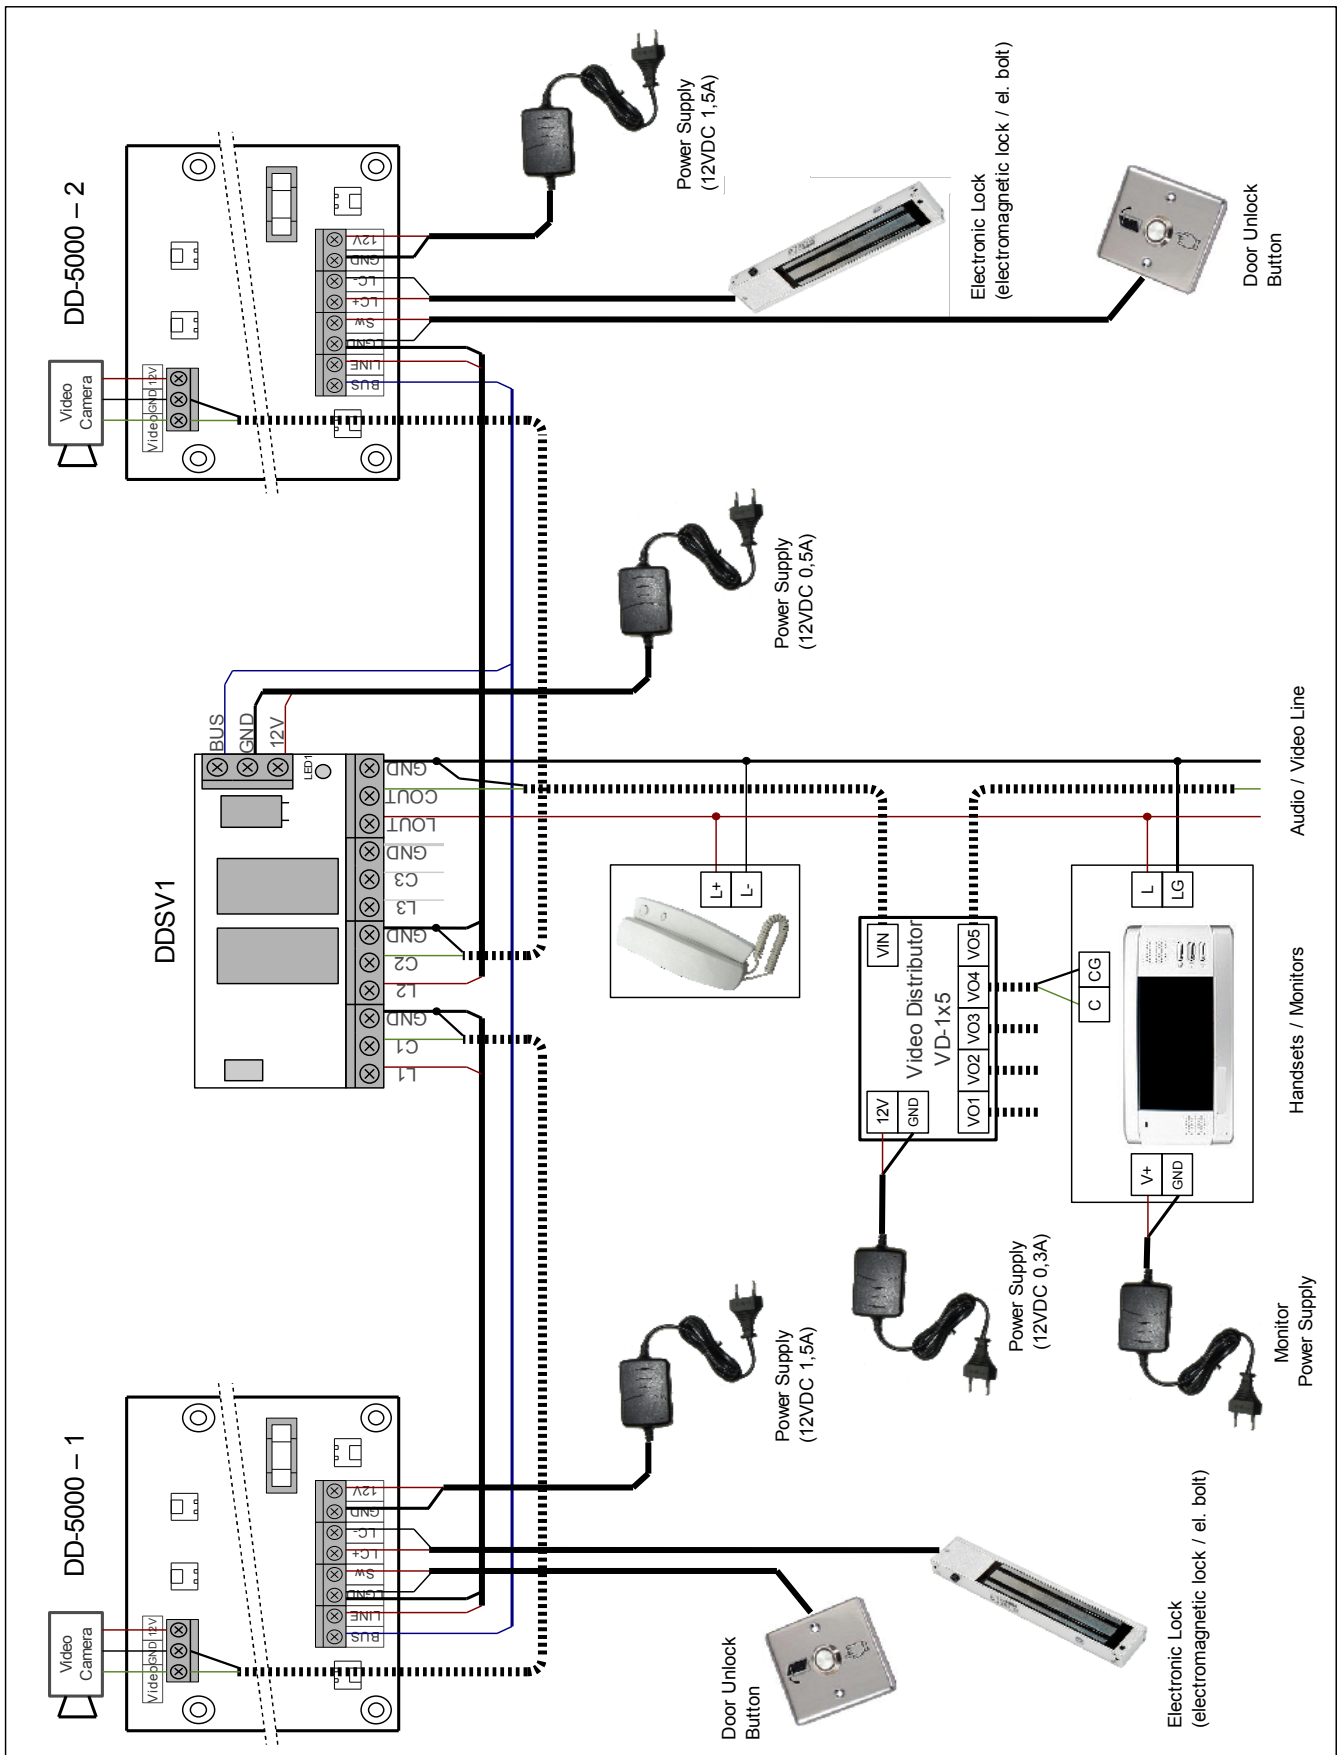 DD-5000 – 1
Video
Camera
Video
GND
12V
12V
GND
LC-
LC+
Sw
LGND
LINE
BUS
Door Unlock
Button
Electronic Lock
(electromagnetic lock / el. bolt)
Power Supply
(12VDC 1,5A)
DDSV1
BUS
GND
12V
LED1
L1
C1
GND
L2
C2
GND
L3
C3
GND
LOUT
COUT
GND
Power Supply
(12VDC 0,5A)
DD-5000 – 2
Video
Camera
Video
GND
12V
12V
GND
LC-
LC+
Sw
LGND
LINE
BUS
Power Supply
(12VDC 1,5A)
Electronic Lock
(electromagnetic lock / el. bolt)
Door Unlock
Button
L+
L-
Video Distributor
VD-1x5
12V
GND
VIN
VO1
VO2
VO3
VO4
VO5
Power Supply
(12VDC 0,3A)
C
CG
L
LG
V+
GND
Monitor
Power Supply
Handsets / Monitors
Audio / Video Line